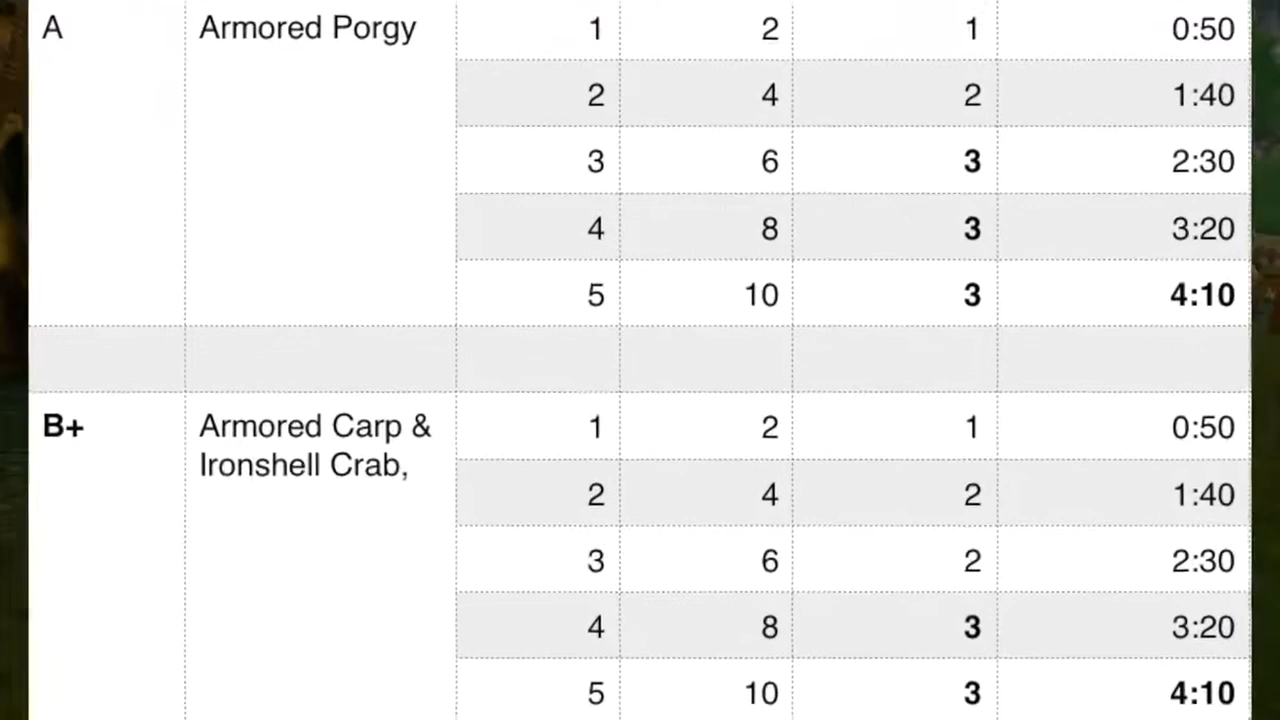 A Armored Porgy 1 2 1 0:50
2 4 2 1:40
3 6 3 2:30
4 8 3 3:20
5 10 3 4:10
B+ Armored Carp & 1 2 1 0:50
Ironshell Crab,
2 4 2 1:40
3 6 2 2:30
4 8 3 3:20
5 10 3 4:10